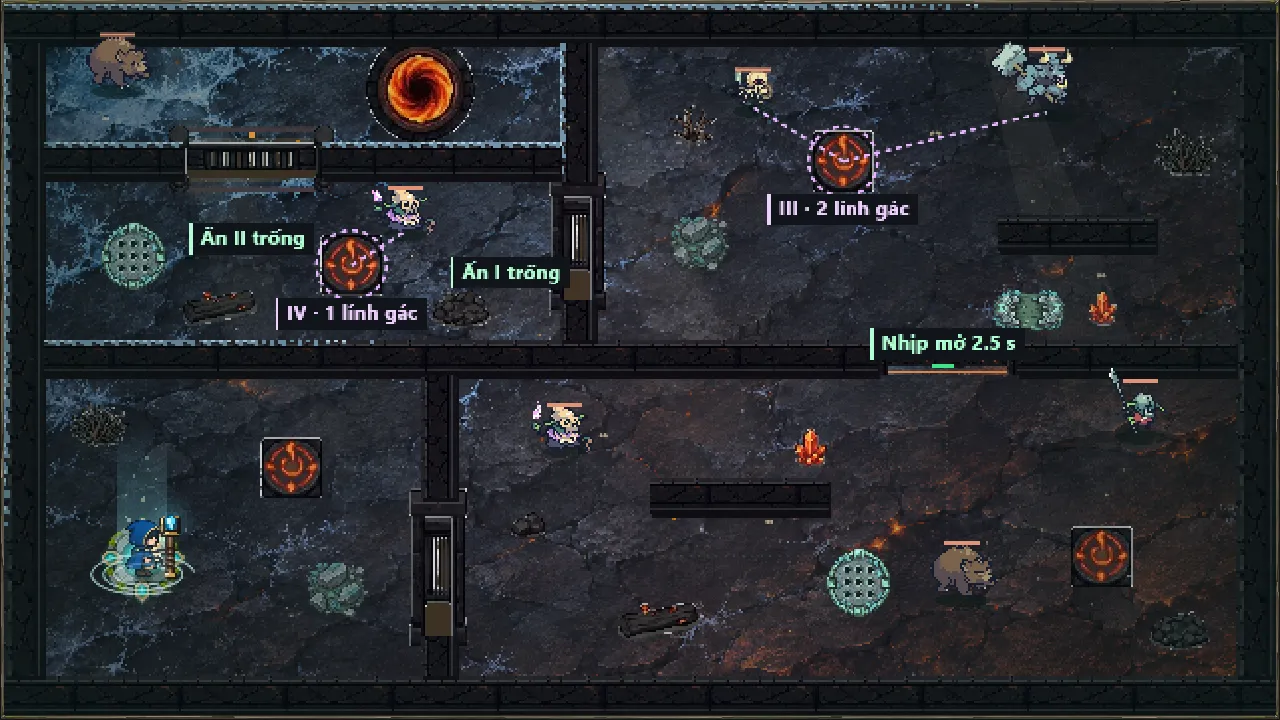 III · 2 lính gác
Ấn II trống
Ấn I trống
IV · 1 lính gác
Nhịp mở 2.5 s